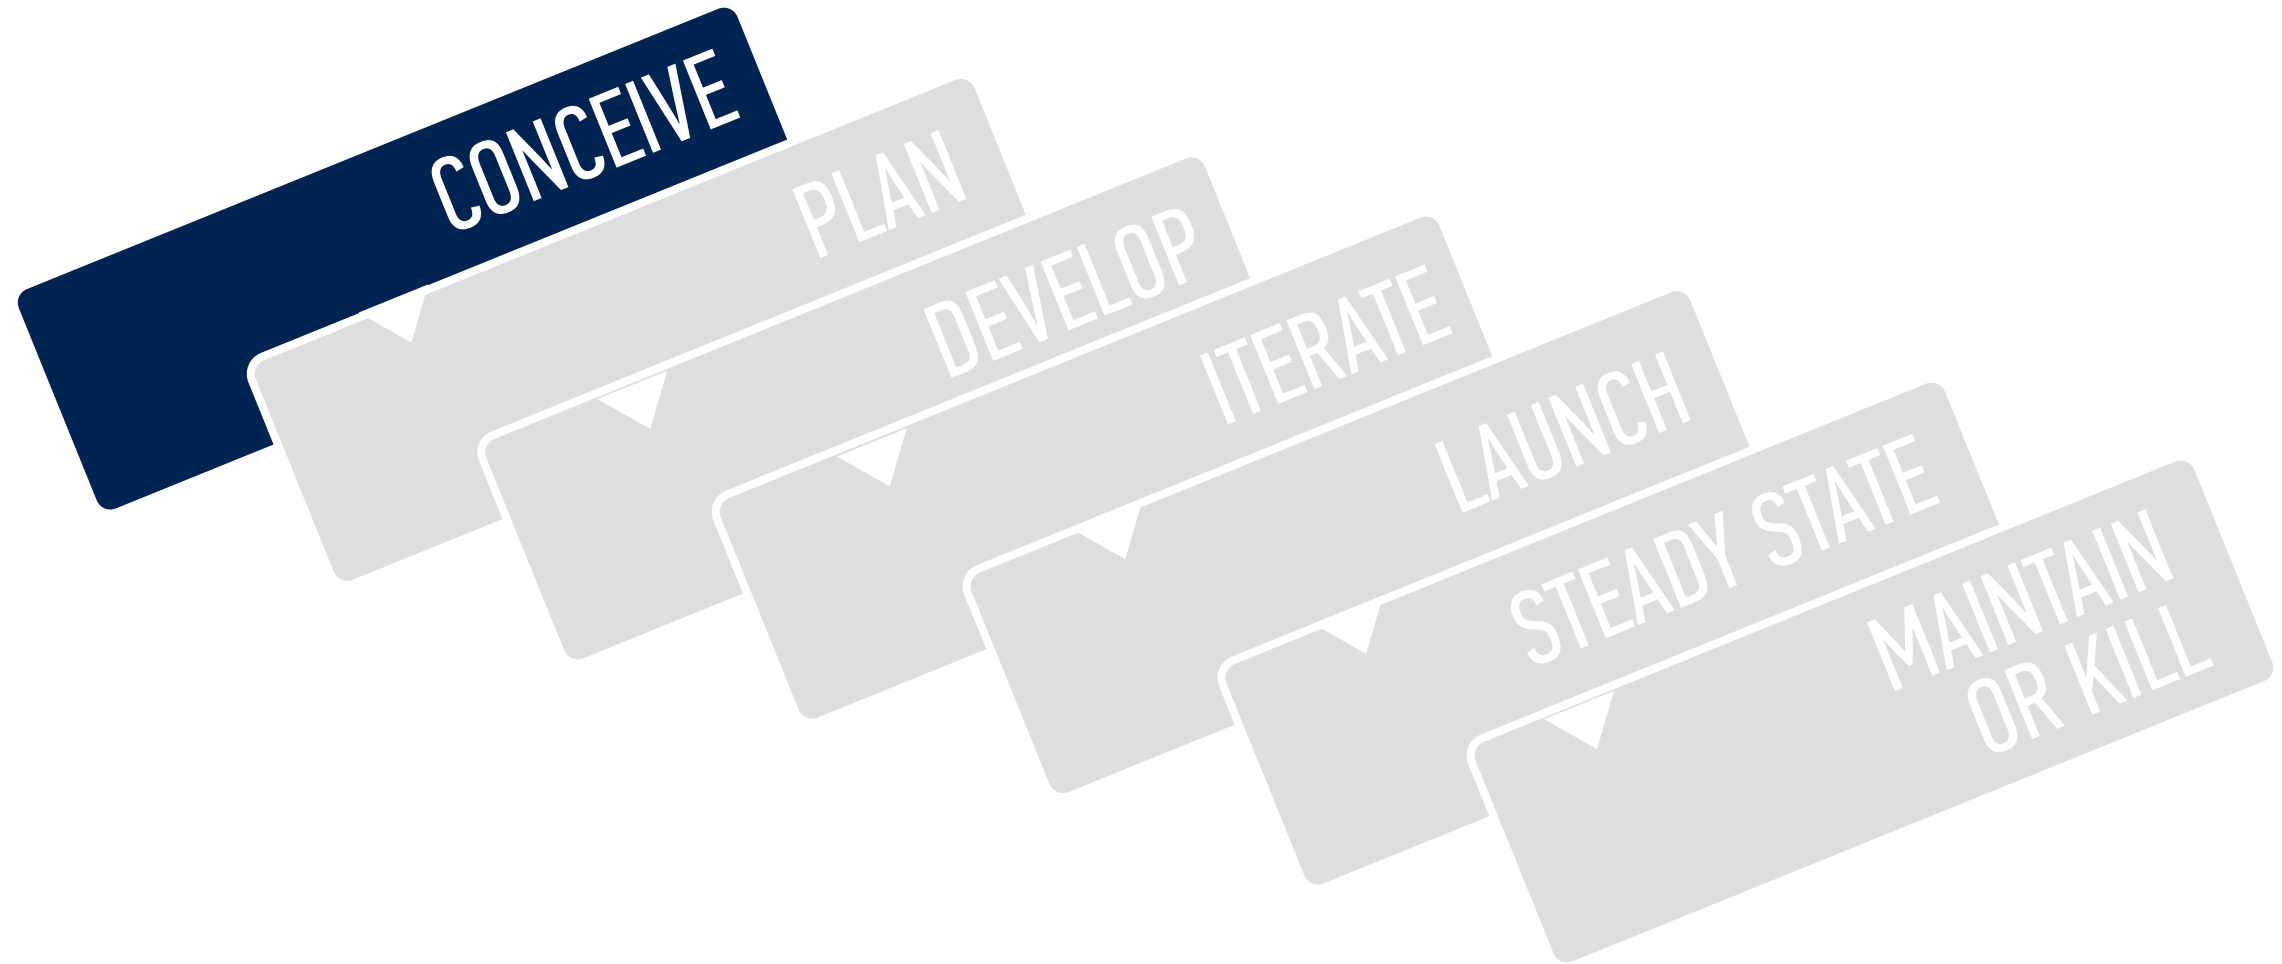 CONCEIVE
PLAN
DEVELOP
ITERATE
LAUNCH
STEADY STATE
MAINTAIN
OR KILL